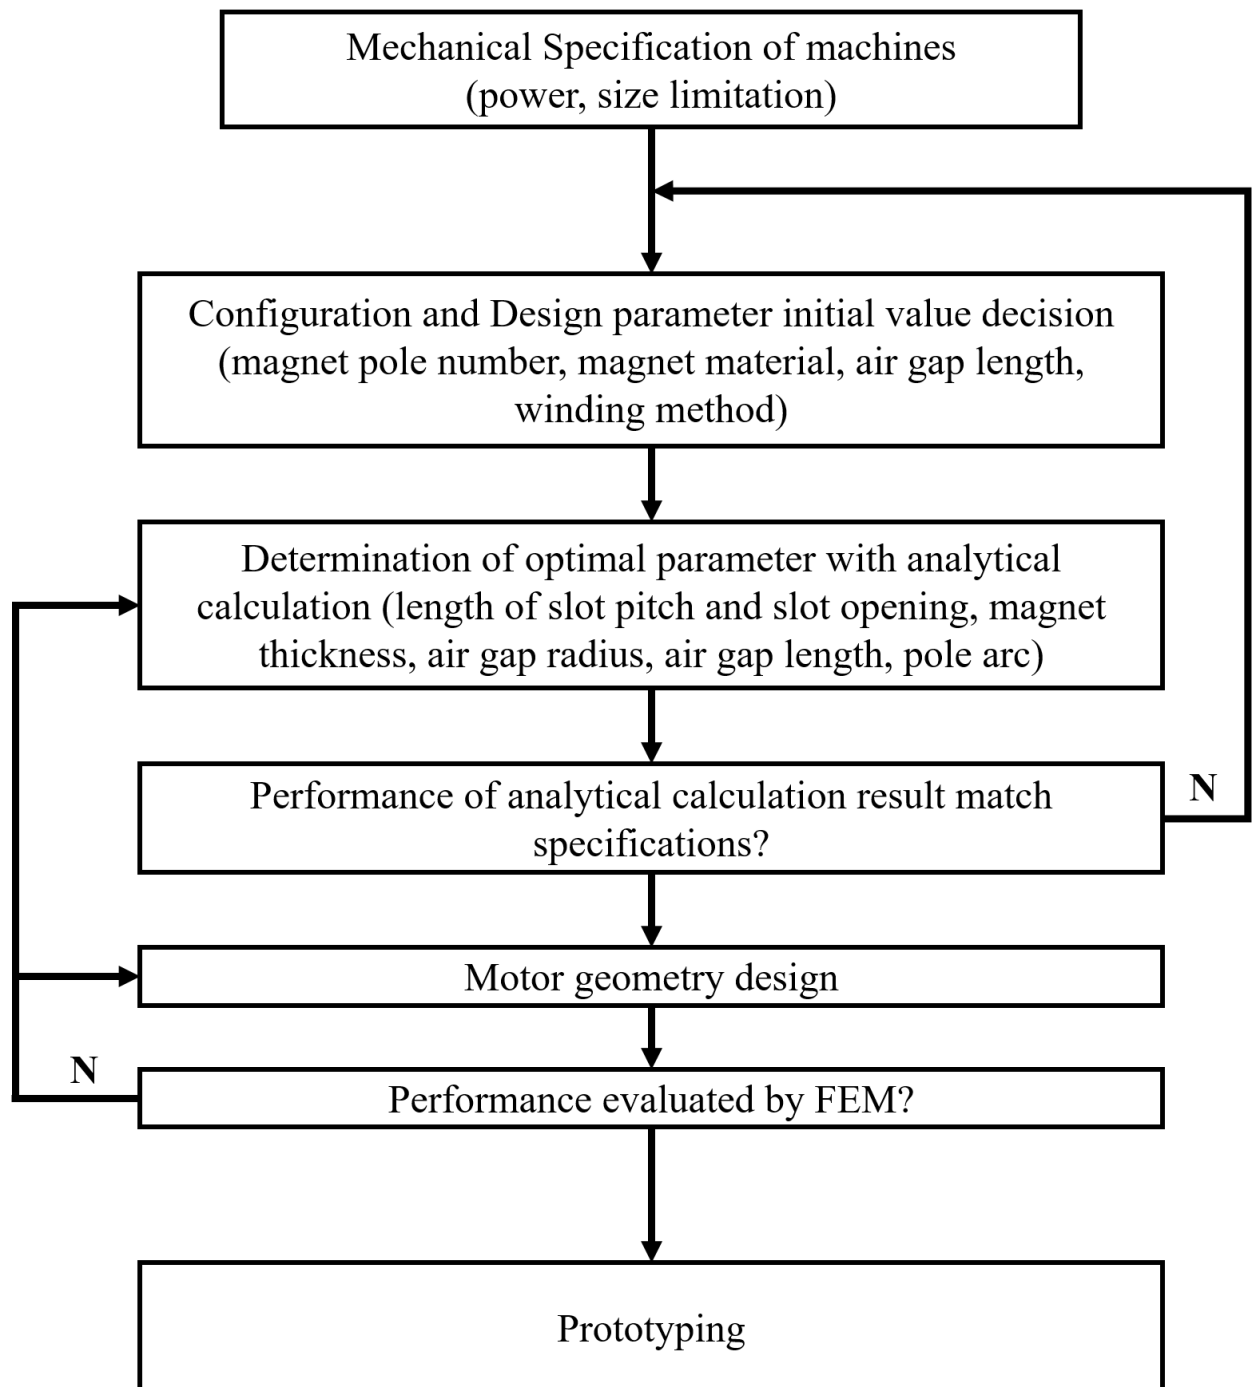 Mechanical Specification of machines
(power, size limitation)
Configuration and Design parameter initial value decision
(magnet pole number, magnet material, air gap length,
winding method)
Determination of optimal parameter with analytical
calculation (length of slot pitch and slot opening, magnet
thickness, air gap radius, air gap length, pole arc)
Performance of analytical calculation result match
specifications?
N
Motor geometry design
N
Performance evaluated by FEM?
Prototyping